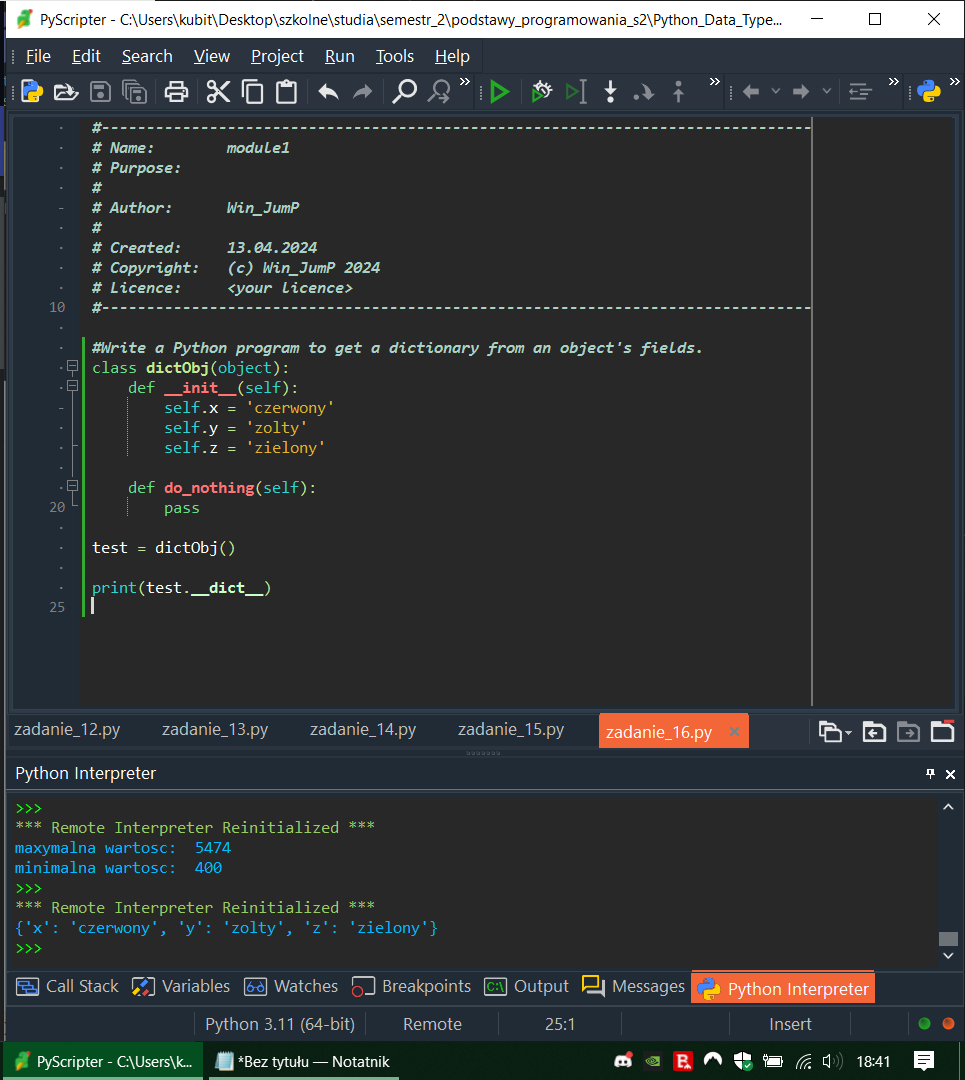 PyScripter - C:\Users\kubit\Desktop\szkolne\studia\semestr_2\podstawy_programowania_s2\Python_Data_Type...
File Edit Search View Project Run Tools Help
#-------------------------------------------------------------------------------
# Name:        module1
# Purpose:
#
# Author:      Win_JumP
#
# Created:     13.04.2024
# Copyright:   (c) Win_JumP 2024
# Licence:     <your licence>
10 #-------------------------------------------------------------------------------
#Write a Python program to get a dictionary from an object's fields.
class dictObj(object):
    def __init__(self):
        self.x = 'czerwony'
        self.y = 'zolty'
        self.z = 'zielony'
    def do_nothing(self):
20         pass
test = dictObj()
print(test.__dict__)
25
zadanie_12.py zadanie_13.py zadanie_14.py zadanie_15.py zadanie_16.py ×
Python Interpreter
>>>
*** Remote Interpreter Reinitialized ***
maxymalna wartosc:  5474
minimalna wartosc:  400
>>>
*** Remote Interpreter Reinitialized ***
{'x': 'czerwony', 'y': 'zolty', 'z': 'zielony'}
>>>
Call Stack Variables Watches Breakpoints C:\ Output Messages Python Interpreter
Python 3.11 (64-bit) Remote 25:1 Insert
PyScripter - C:\Users\k... *Bez tytułu — Notatnik 18:41